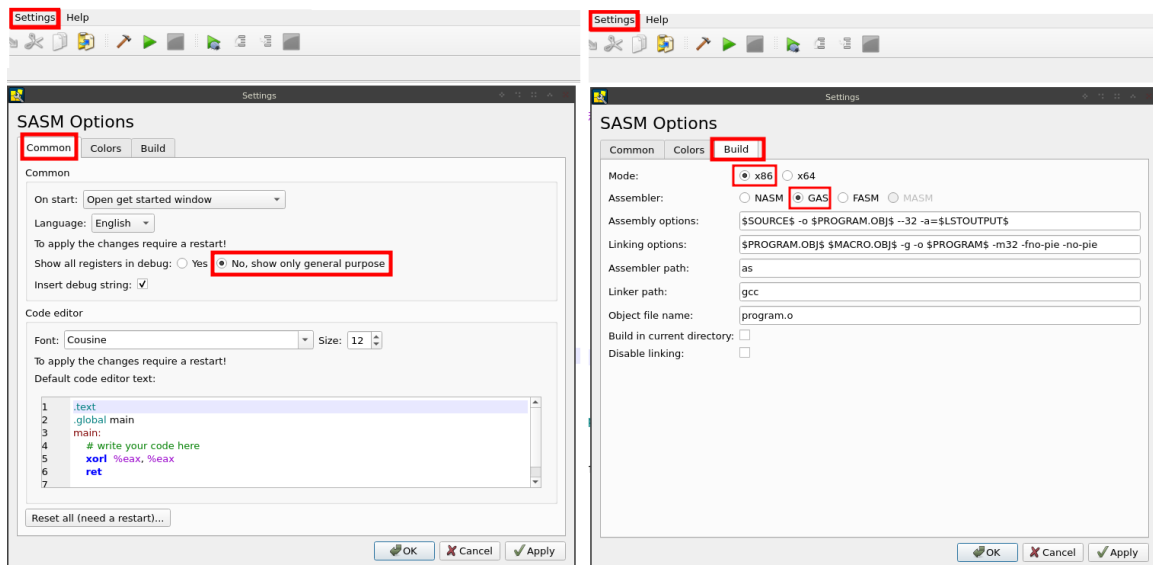 Settings Help
Settings
SASM Options
Common Colors Build
Common
On start: Open get started window
Language: English
To apply the changes require a restart!
Show all registers in debug: Yes No, show only general purpose
Insert debug string:
Code editor
Font: Cousine Size: 12
To apply the changes require a restart!
Default code editor text:
1 .text
2 .global main
3 main:
4 # write your code here
5 xorl %eax, %eax
6 ret
7
Reset all (need a restart)...
OK Cancel Apply
Settings Help
Settings
SASM Options
Common Colors Build
Mode: x86 x64
Assembler: NASM GAS FASM MASM
Assembly options: $SOURCE$ -o $PROGRAM.OBJ$ --32 -a=$LSTOUTPUT$
Linking options: $PROGRAM.OBJ$ $MACRO.OBJ$ -g -o $PROGRAM$ -m32 -fno-pie -no-pie
Assembler path: as
Linker path: gcc
Object file name: program.o
Build in current directory:
Disable linking:
OK Cancel Apply